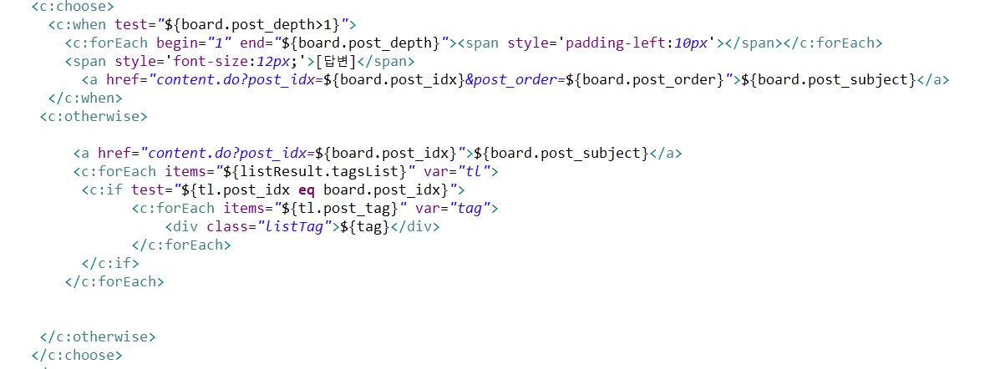 <c:choose>
<c:when test="${board.post_depth>1}">
<c:forEach begin="1" end="${board.post_depth}"><span style='padding-left:10px'></span></c:forEach>
<span style='font-size:12px;'>[답변]</span>
<a href="content.do?post_idx=${board.post_idx}&post_order=${board.post_order}">${board.post_subject}</a>
</c:when>
<c:otherwise>
<a href="content.do?post_idx=${board.post_idx}">${board.post_subject}</a>
<c:forEach items="${listResult.tagsList}" var="tl">
<c:if test="${tl.post_idx eq board.post_idx}">
<c:forEach items="${tl.post_tag}" var="tag">
<div class="listTag">${tag}</div>
</c:forEach>
</c:if>
</c:forEach>
</c:otherwise>
</c:choose>